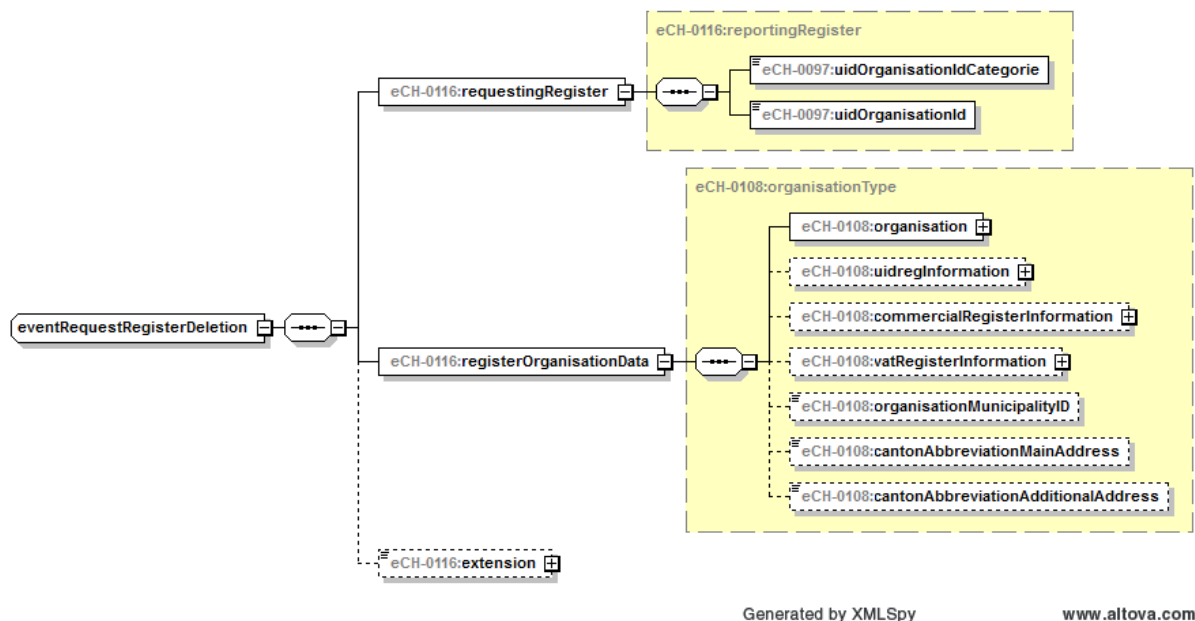 eCH-0116:reportingRegister
eCH-0097:uidOrganisationIdCategorie
eCH-0116:requestingRegister
eCH-0097:uidOrganisationId
eCH-0108:organisationType
eCH-0108:organisation
eCH-0108:uidregInformation
eCH-0108:commercialRegisterInformation
eventRequestRegisterDeletion
eCH-0116:registerOrganisationData
eCH-0108:vatRegisterInformation
eCH-0108:organisationMunicipalityID
eCH-0108:cantonAbbreviationMainAddress
eCH-0108:cantonAbbreviationAdditionalAddress
eCH-0116:extension
Generated by XMLSpy www.altova.com